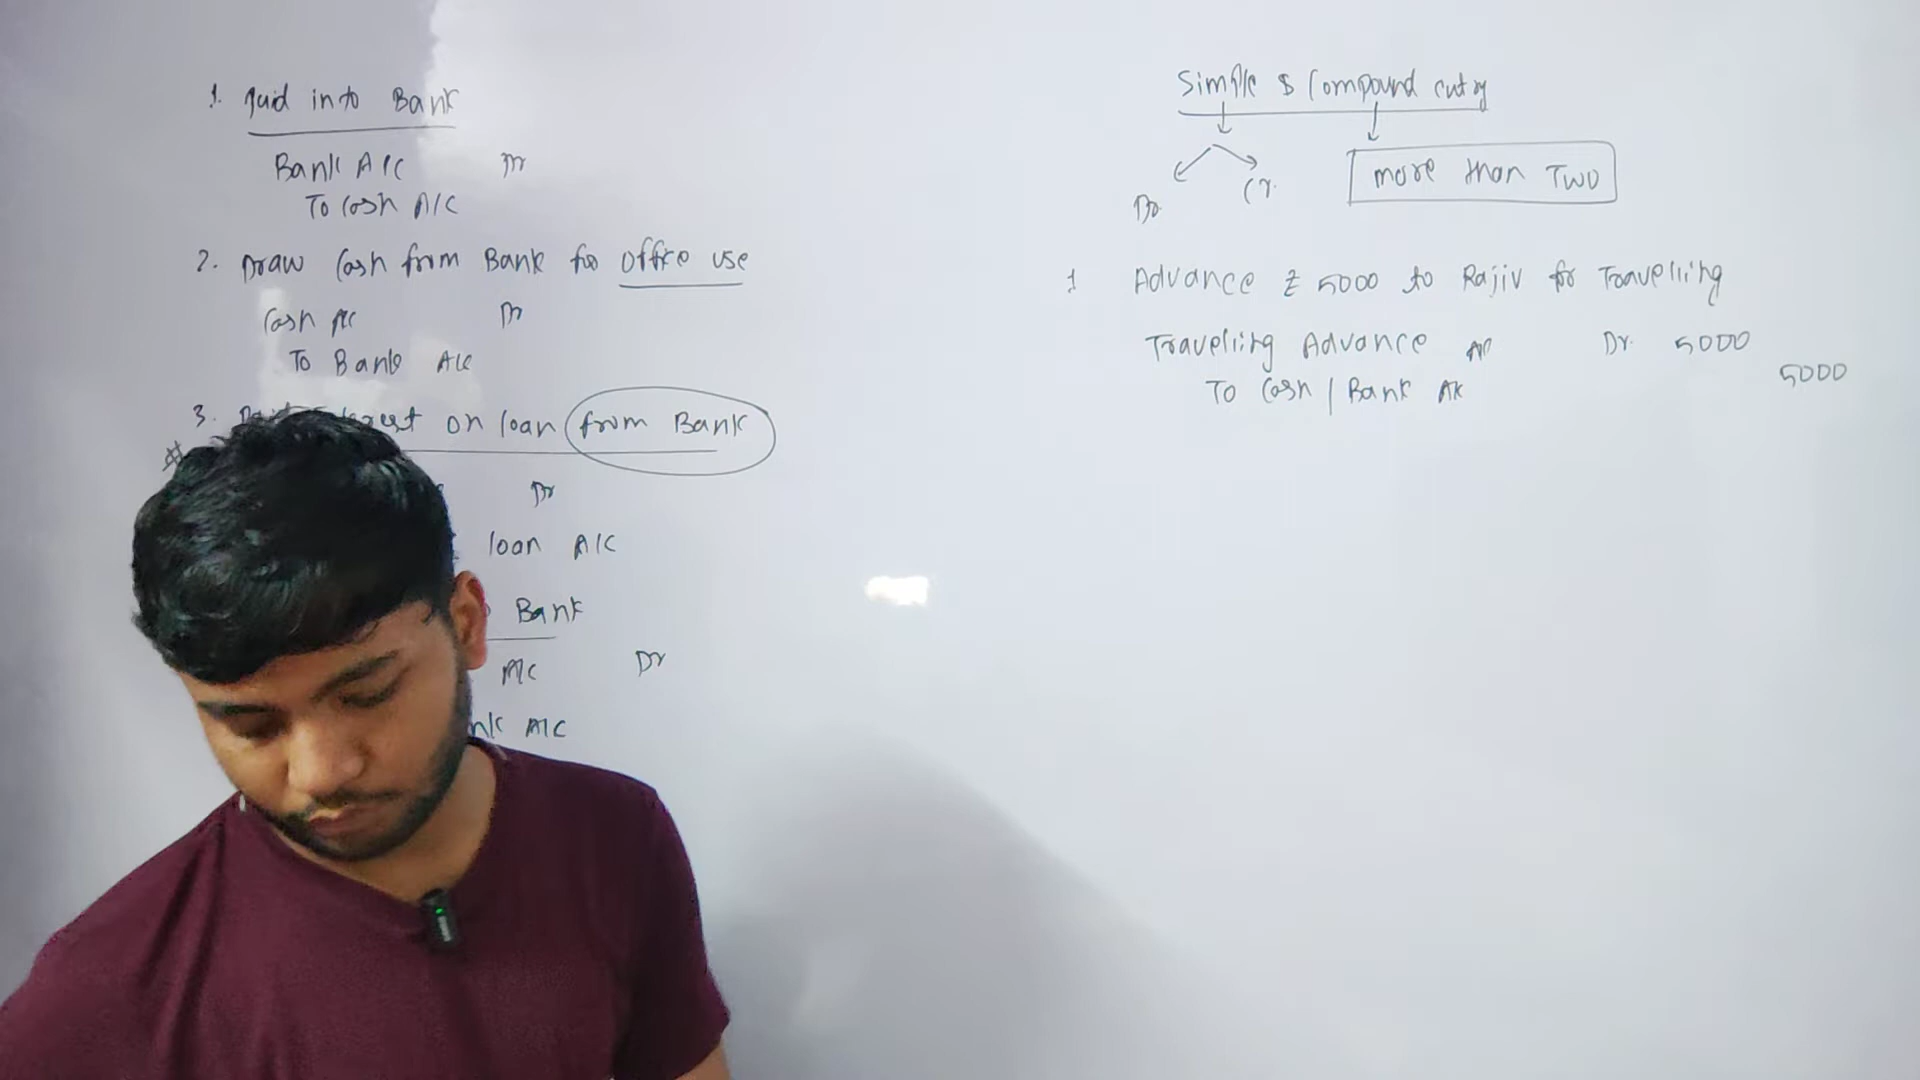 1. paid into Bank
Bank A/C Dr
To Cash A/C
2. Draw Cash from Bank for office use
Cash A/C Dr
To Bank A/C
3. on loan from Bank
#
Dr
loan A/C
Bank
A/C Dr
A/C
Simple & Compound entry
Dr. Cr.
more than Two
1 Advance ₹ 5000 to Rajiv for Travelling
Travelling Advance A/C Dr. 5000
5000
To Cash | Bank A/C